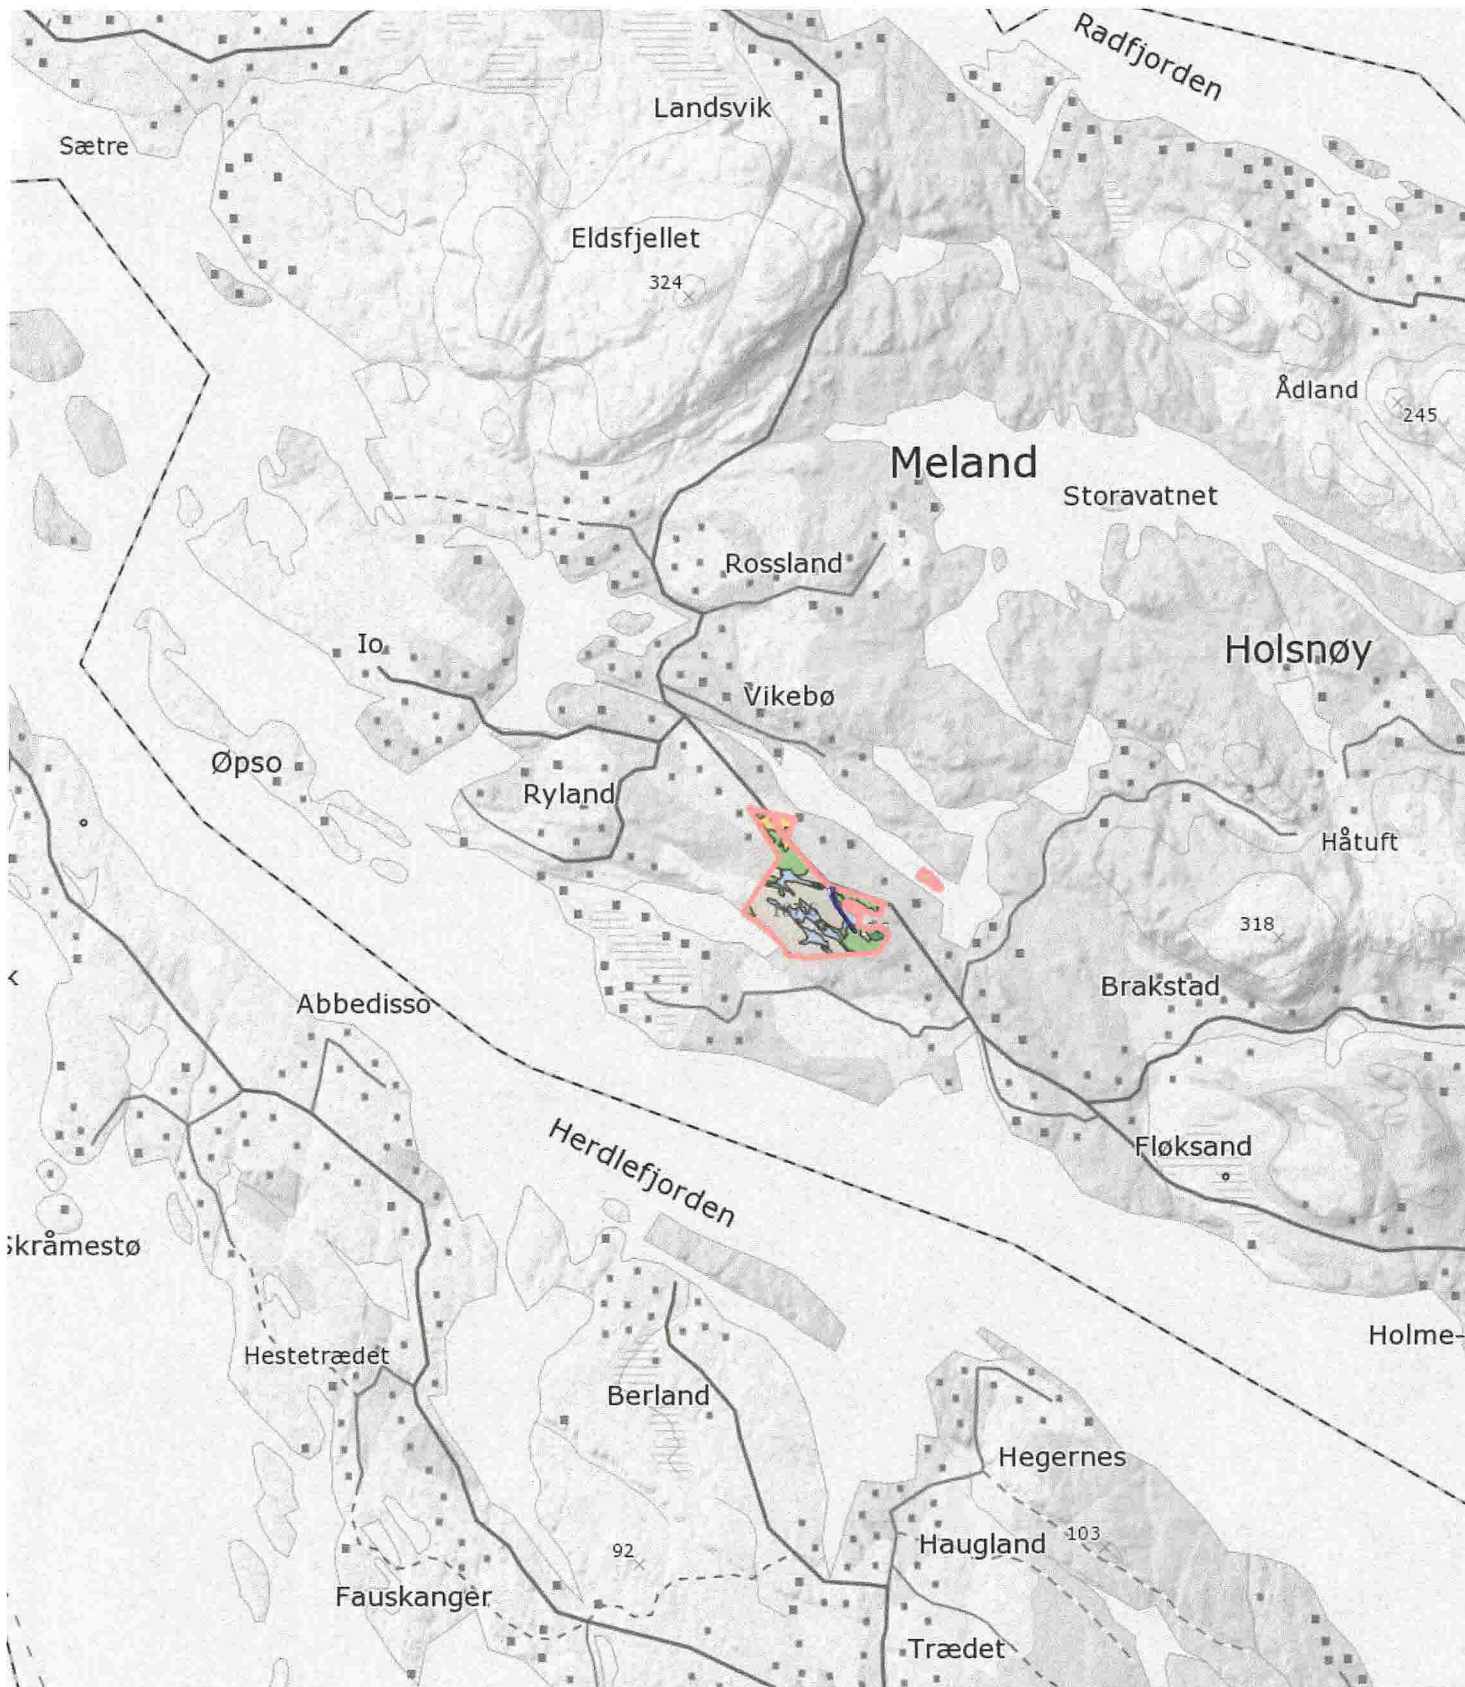 Radfjorden
Landsvik
Sætre
Eldsfjellet
324
Ådland
245
Meland
Storavatnet
Rossland
Io
Holsnøy
Vikebø
Øpso
Ryland
Håtuft
318
k
Brakstad
Abbedisso
Herdlefjorden
Fløksand
Skråmestø
Holme-
Hestetrædet
Berland
Hegernes
103
Haugland
92
Fauskanger
Trædet